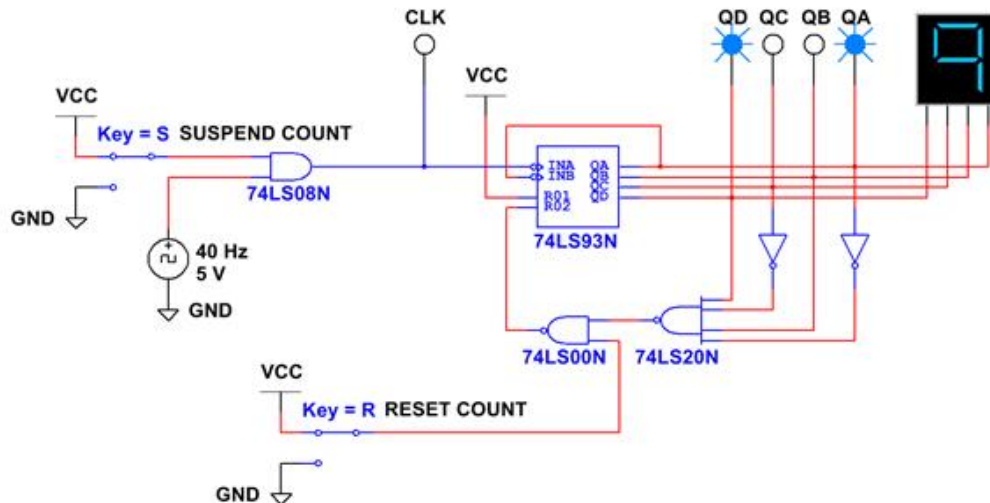 CLK
QD QC QB QA
9
VCC
VCC
Key = S SUSPEND COUNT
74LS08N
GND
INA QA
INB QB
QC
R01 QD
R02
74LS93N
40 Hz
5 V
GND
74LS00N
74LS20N
VCC
Key = R RESET COUNT
GND